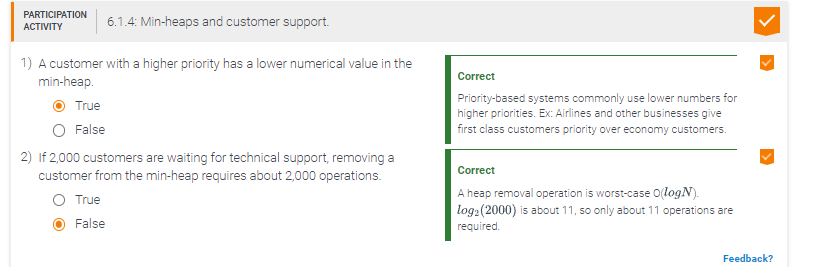 PARTICIPATION
ACTIVITY
6.1.4: Min-heaps and customer support.
1) A customer with a higher priority has a lower numerical value in the
min-heap.
True
False
Correct
Priority-based systems commonly use lower numbers for
higher priorities. Ex: Airlines and other businesses give
first class customers priority over economy customers.
2) If 2,000 customers are waiting for technical support, removing a
customer from the min-heap requires about 2,000 operations.
True
False
Correct
A heap removal operation is worst-case O(logN).
log₂(2000) is about 11, so only about 11 operations are
required.
Feedback?